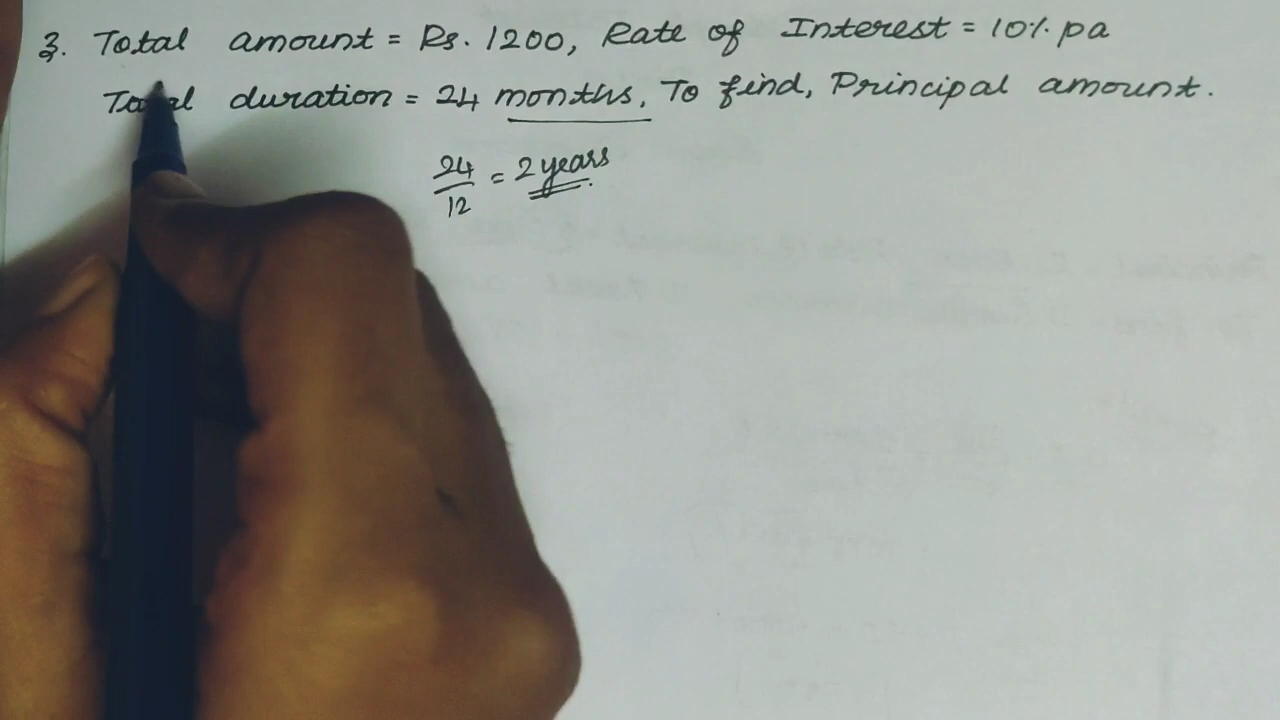 3. Total amount = Rs. 1200, Rate of Interest = 10% pa
Total duration = 24 months, To find, Principal amount.
24/12 = 2 years